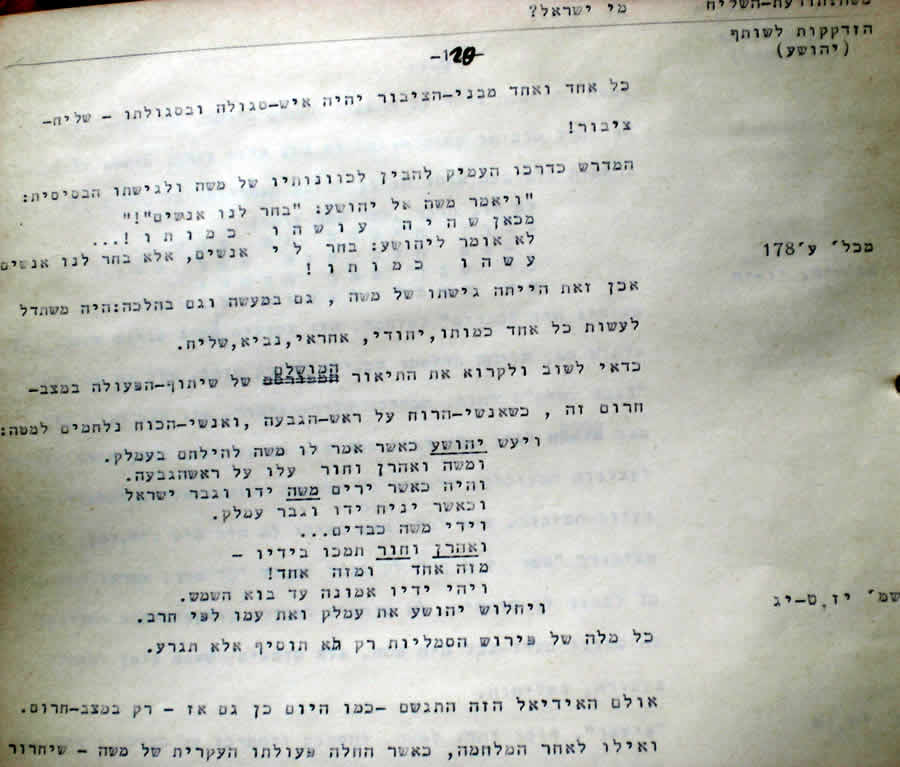 משה:תודעת-השליח מי ישראל?
הזדקקות לשותף
(יהושע)
-120-
כל אחד ואחד מבני-הציבור יהיה איש-סגולה ובסגולתו - שליח-
ציבור!
המדרש כדרכו העמיק להבין לכוונותיו של משה ולגישתו הבסיסית:
"ויאמר משה אל יהושע: "בחר לנו אנשים"!"
מכאן ש ה י ה ע ו ש ה ו כ מ ו ת ו !...
לא אומר ליהושע: בחר ל י אנשים, אלא בחר לנו אנשים
ע ש ה ו כ מ ו ת ו !
מכל׳ ע׳178
אכן זאת הייתה גישתו של משה , גם במעשה וגם בהלכה:היה משתדל
לעשות כל אחד כמותו,יהודי, אחראי,נביא,שליח.
כדאי לשוב ולקרוא את התיאור המושלם של שיתוף-הפעולה במצב-
חרום זה , כשאנשי-הרוח על ראש-הגבעה ,ואנשי-הכוח נלחמים למטה:
ויעש יהושע כאשר אמר לו משה להילחם בעמלק.
ומשה ואהרן וחור עלו על ראשהגבעה.
והיה כאשר ירים משה ידו וגבר ישראל
וכאשר יניח ידו וגבר עמלק.
וידי משה כבדים...
ואהרן וחור תמכו בידיו -
מזה אחד ומזה אחד!
ויהי ידיו אמונה עד בוא השמש.
ויחלוש יהושע את עמלק ואת עמו לפי חרב.
שמ׳ יז,ט-יג
כל מלה של פירוש הסמליות רק לא תוסיף אלא תגרע.
אולם האידיאל הזה התגשם -כמו היום כן גם אז - רק במצב-חרום.
ואילו לאחר המלחמה, כאשר החלה פעולתו העקרית של משה - שיחרור